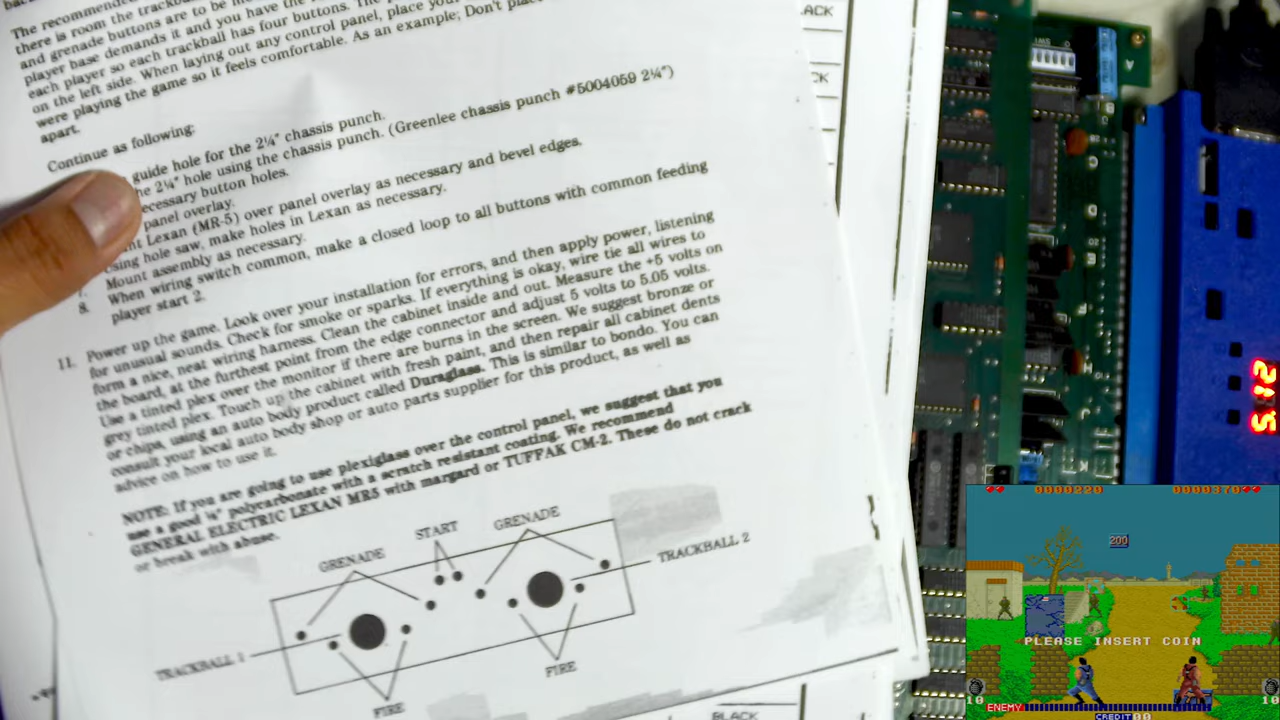 The recommended
there is room the trackba
and grenade buttons are to be m
player base demands it and you have the
each player so each trackball has four buttons. The
on the left side. When laying out any control panel, place you
were playing the game so it feels comfortable. As an example; Don't place
apart.
Continue as following:
guide hole for the 2¼" chassis punch.
he 2¼" hole using the chassis punch. (Greenlee chassis punch #5004059 2¼")
ecessary button holes.
panel overlay.
nt Lexan (MR-5) over panel overlay as necessary and bevel edges.
Using hole saw, make holes in Lexan as necessary.
7. Mount assembly as necessary.
8. When wiring switch common, make a closed loop to all buttons with common feeding
player start 2.
11. Power up the game. Look over your installation for errors, and then apply power, listening
for unusual sounds. Check for smoke or sparks. If everything is okay, wire tie all wires to
form a nice, neat wiring harness. Clean the cabinet inside and out. Measure the +5 volts on
the board, at the furthest point from the edge connector and adjust 5 volts to 5.05 volts.
Use a tinted plex over the monitor if there are burns in the screen. We suggest bronze or
grey tinted plex. Touch up the cabinet with fresh paint, and then repair all cabinet dents
or chips, using an auto body product called Duraglass. This is similar to bondo. You can
consult your local auto body shop or auto parts supplier for this product, as well as
advice on how to use it.
NOTE: If you are going to use plexiglass over the control panel, we suggest that you
use a good ¼" polycarbonate with a scratch resistant coating. We recommend
GENERAL ELECTRIC LEXAN MR5 with margard or TUFFAK CM-2. These do not crack
or break with abuse.
GRENADE
START
GRENADE
TRACKBALL 2
TRACKBALL 1
FIRE
FIRE
LACK
CK
BLACK
0000220
0000370
200
PLEASE INSERT COIN
10
10
ENEMY
CREDIT 00